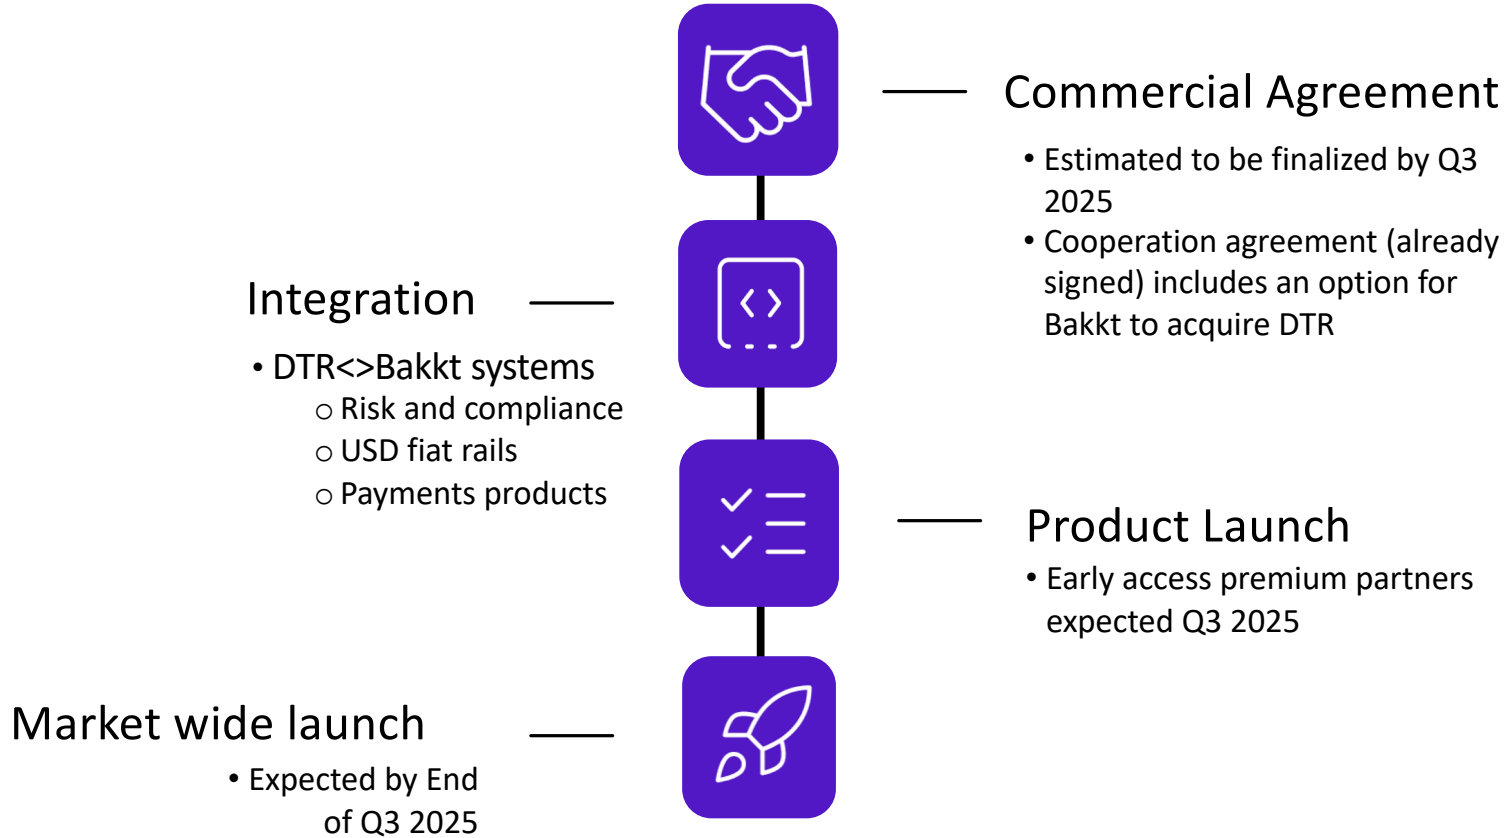 Commercial Agreement
• Estimated to be finalized by Q3
2025
• Cooperation agreement (already
signed) includes an option for
Bakkt to acquire DTR
Integration
• DTR<>Bakkt systems
o Risk and compliance
o USD fiat rails
o Payments products
Product Launch
• Early access premium partners
expected Q3 2025
Market wide launch
• Expected by End
of Q3 2025